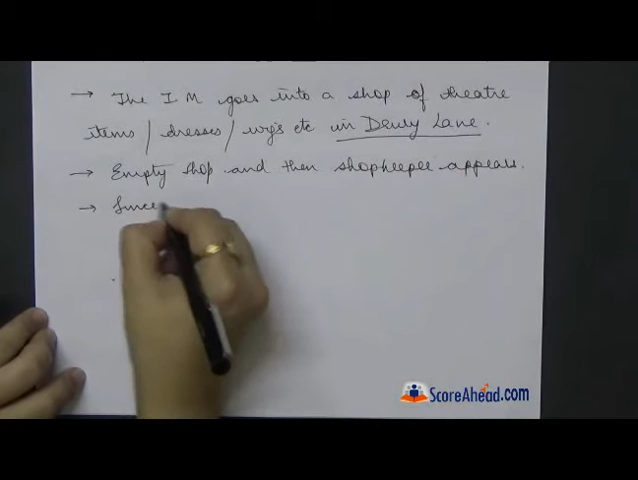 → The I M goes into a shop of theatre
items / dresses / wigs etc in Drury Lane.
→ Empty shop and then shopkeeper appears.
→ Since
ScoreAhead.com